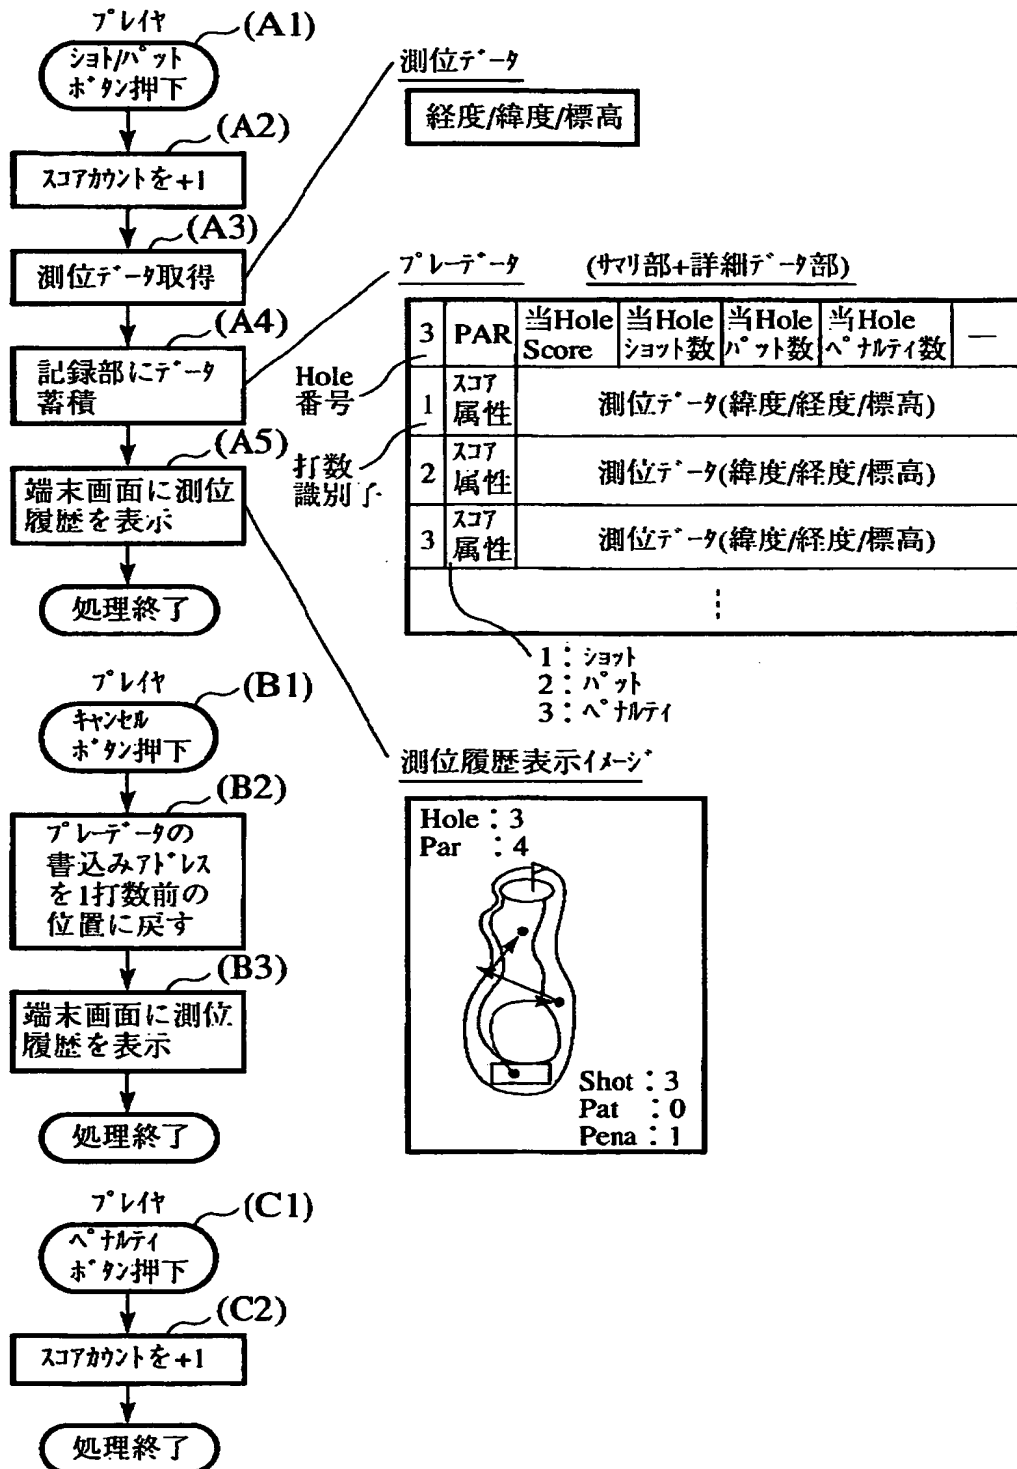 プレイヤ
(A1)
ショト/パット
ボタン押下
(A2)
スコアカウントを+1
(A3)
測位データ取得
(A4)
記録部にデータ
蓄積
(A5)
端末画面に測位
履歴を表示
処理終了
測位データ
経度/緯度/標高
プレーデータ (サマリ部+詳細データ部)
3 PAR 当Hole Score 当Hole ショット数 当Hole パット数 当Hole ペナルティ数 —
Hole
番号
1 スコア属性 測位データ(緯度/経度/標高)
打数
識別子
2 スコア属性 測位データ(緯度/経度/標高)
3 スコア属性 測位データ(緯度/経度/標高)
1:ショット
2:パット
3:ペナルティ
プレイヤ
(B1)
キャンセル
ボタン押下
(B2)
プレーデータの
書込みアドレス
を1打数前の
位置に戻す
(B3)
端末画面に測位
履歴を表示
処理終了
測位履歴表示イメージ
Hole:3
Par :4
Shot:3
Pat :0
Pena:1
プレイヤ
(C1)
ペナルティ
ボタン押下
(C2)
スコアカウントを+1
処理終了